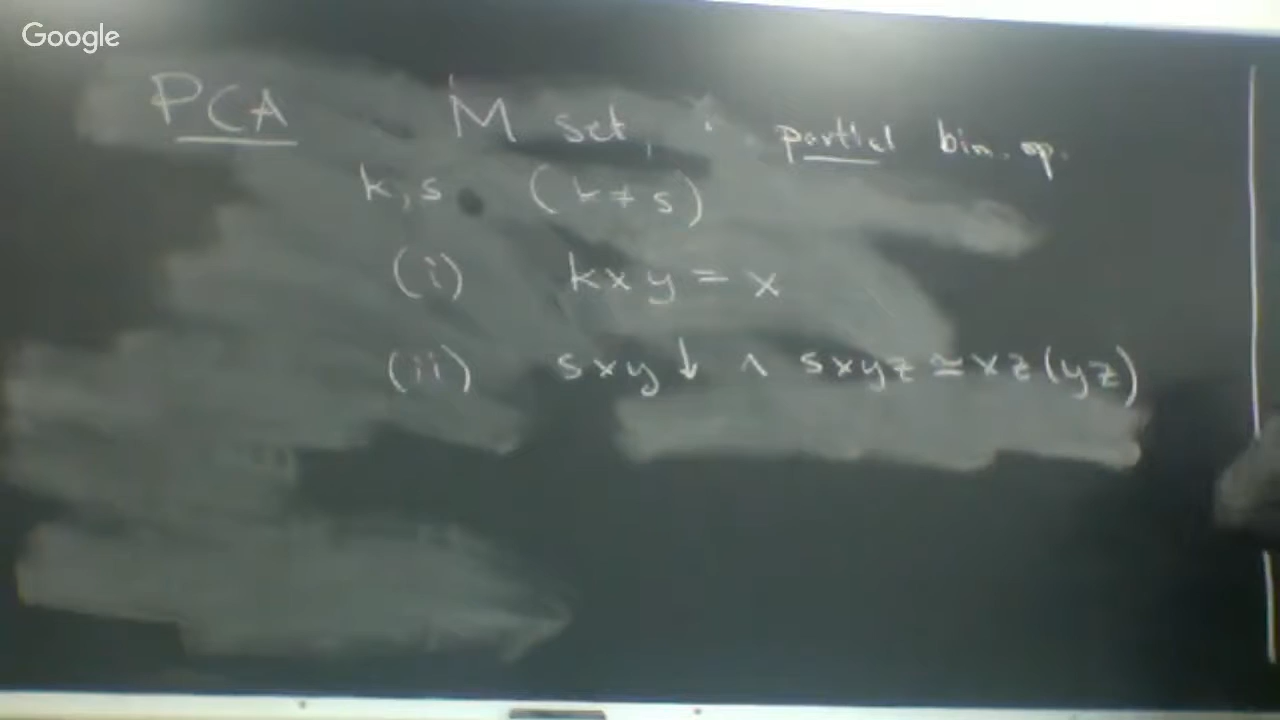 Google
PCA M set, · partial bin. op.
k, s (k ≠ s)
(i) kxy = x
(ii) sxy↓ ∧ sxyz ≃ xz(yz)